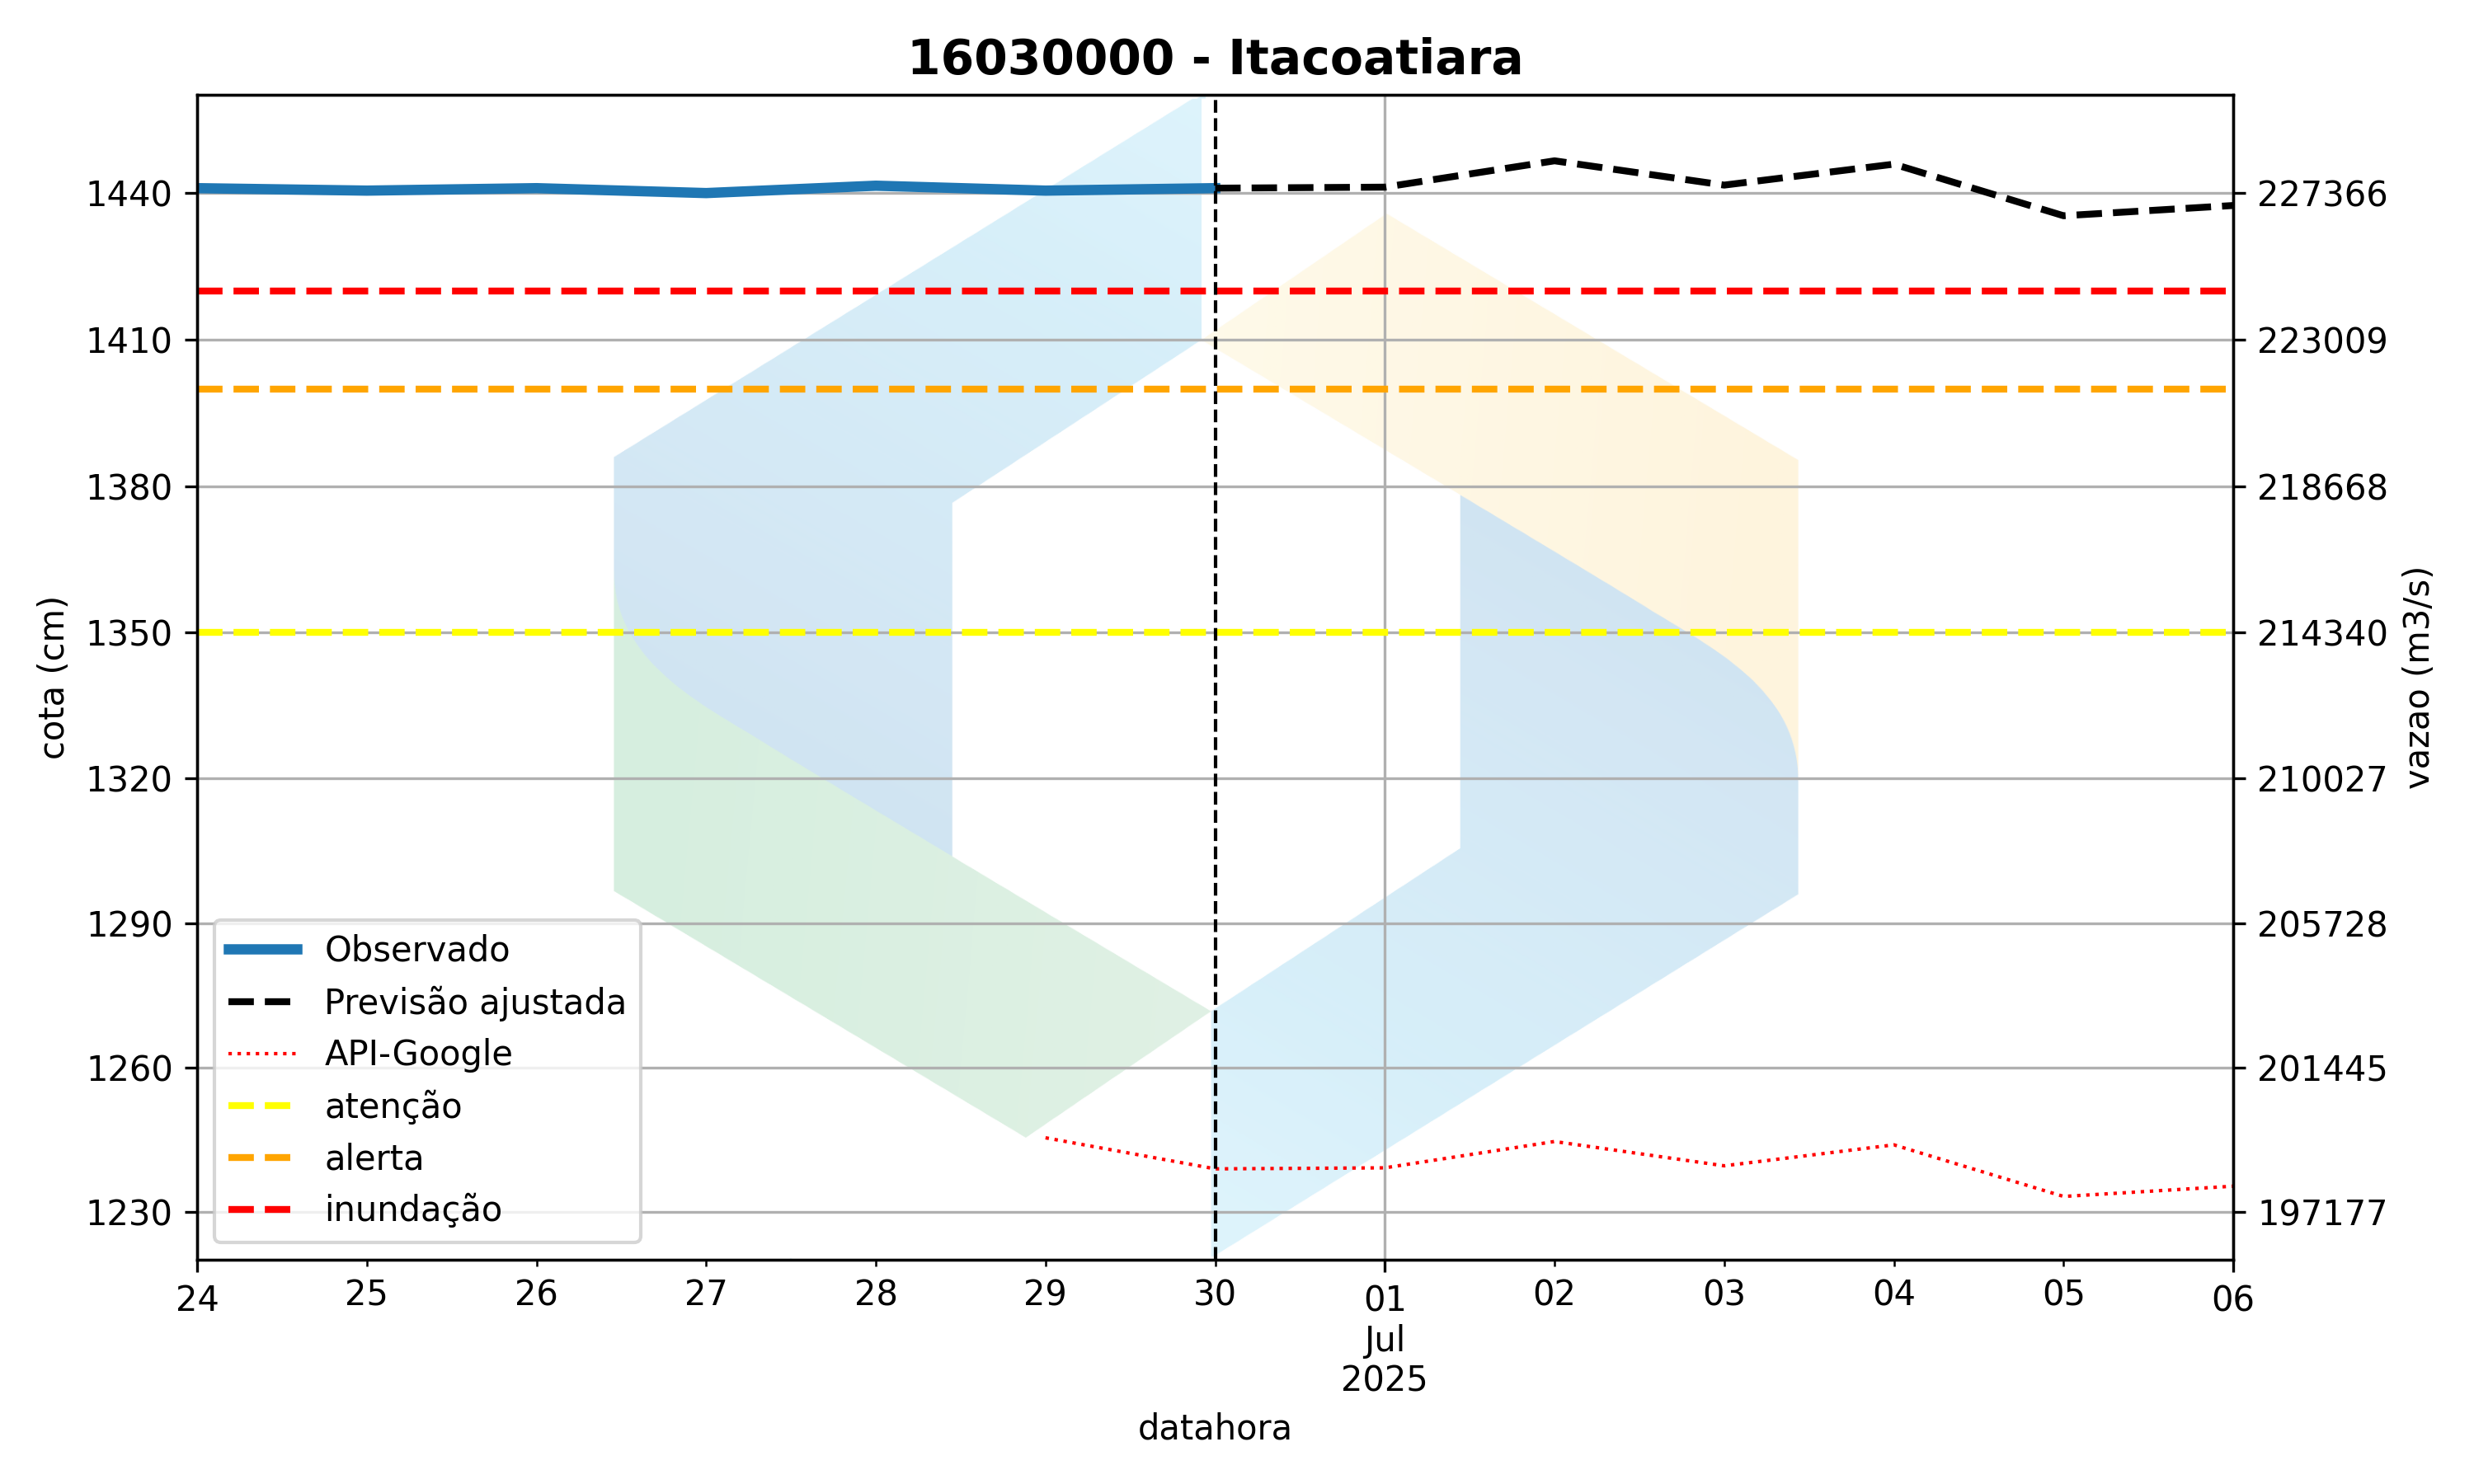 16030000 - Itacoatiara
cota (cm)
1440
1410
1380
1350
1320
1290
1260
1230
227366
223009
218668
214340
210027
205728
201445
197177
vazao (m3/s)
Observado
Previsão ajustada
API-Google
atenção
alerta
inundação
24 25 26 27 28 29 30 01 02 03 04 05 06
Jul
2025
datahora